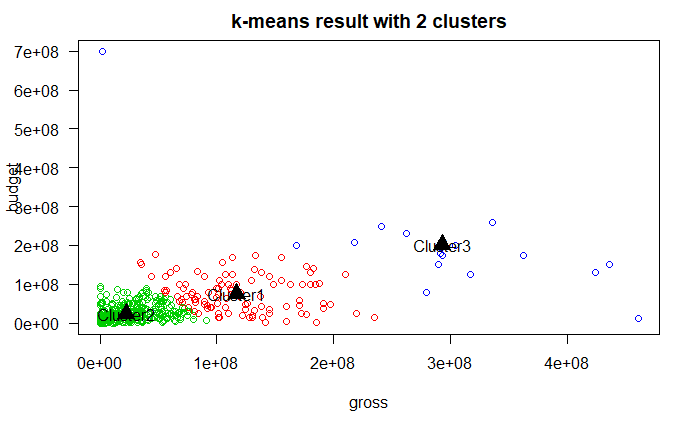 k-means result with 2 clusters
7e+08
6e+08
5e+08
4e+08
3e+08
2e+08
1e+08
0e+00
budget
Cluster3
Cluster1
Cluster2
0e+00 1e+08 2e+08 3e+08 4e+08
gross